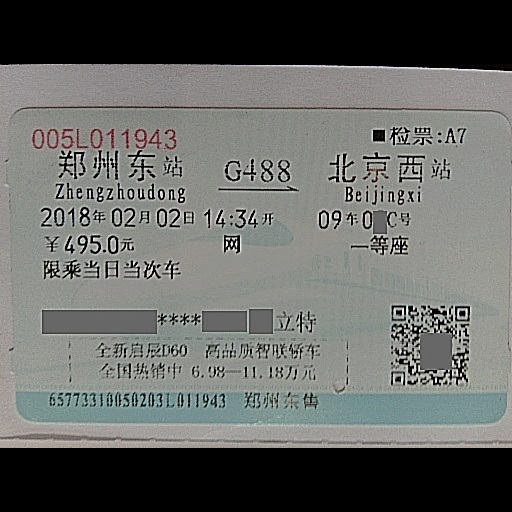 005L011943 ■检票:A7
郑州东站 G488 北京西站
Zhengzhoudong Beijingxi
2018年02月02日 14:34开 09车0 C号
￥495.0元 网 一等座
限乘当日当次车
****立特
全新启辰D60 高品质智联轿车
全国热销中 6.98—11.18万元
65773310050203L011943 郑州东售